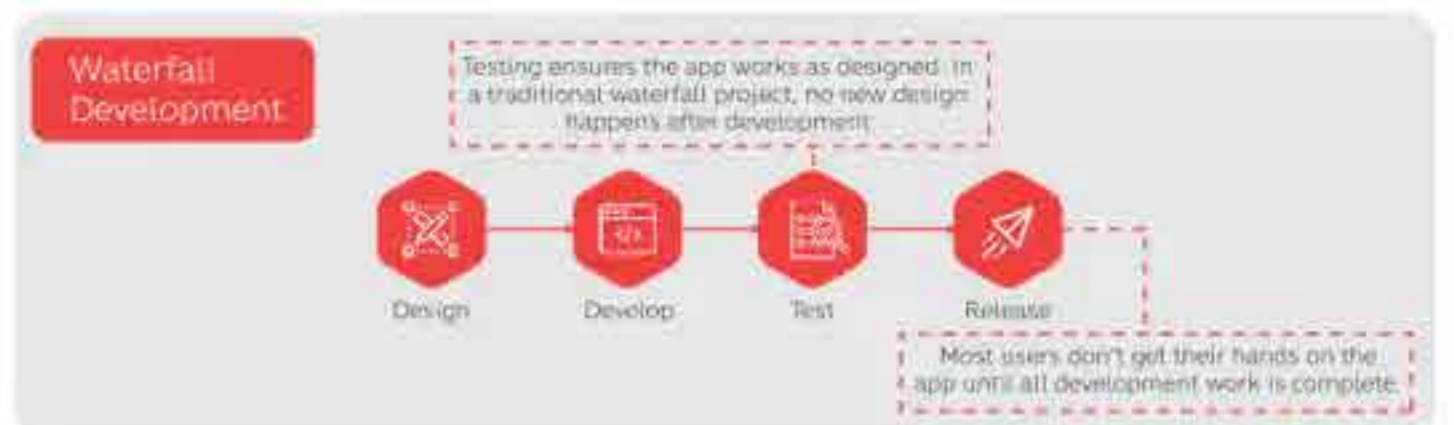 Waterfall
Development
Testing ensures the app works as designed. In
a traditional waterfall project, no new design
happens after development
Design
Develop
Test
Release
Most users don't get their hands on the
app until all development work is complete.